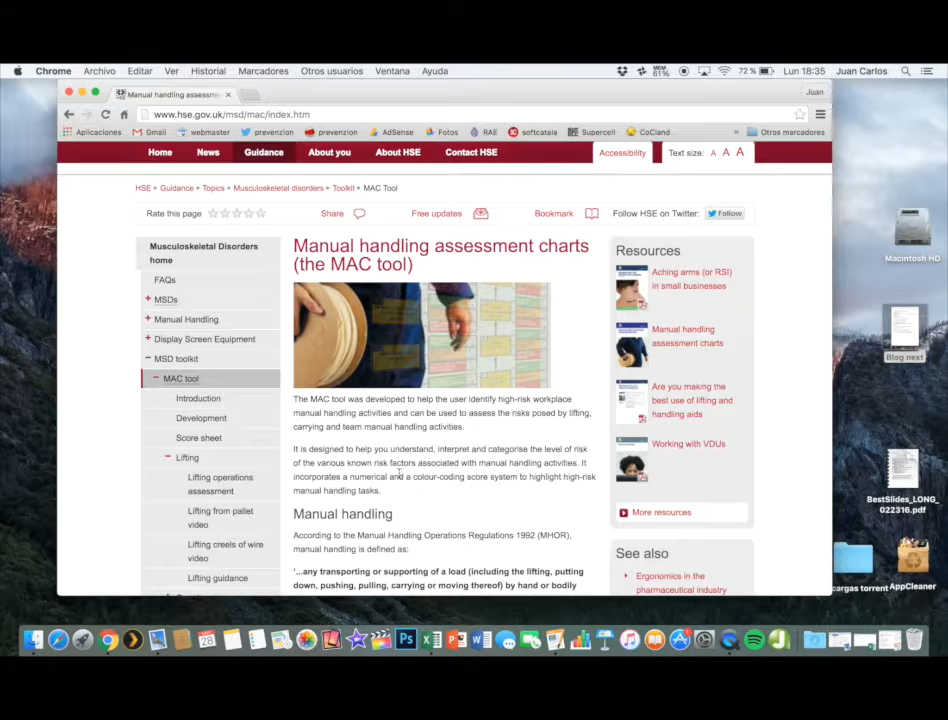 Chrome Archivo Editar Ver Historial Marcadores Otros usuarios Ventana Ayuda MEM 61% 72 % Lun 18:35 Juan Carlos
Manual handling assessm Juan
www.hse.gov.uk/msd/mac/index.htm
Aplicaciones Gmail webmaster prevenzion prevenzion AdSense Fotos RAE softcatala Supercell CoCland » Otros marcadores
Home News Guidance About you About HSE Contact HSE Accessibility Text size: A A A
HSE Guidance Topics Musculoskeletal disorders Toolkit MAC Tool
Rate this page Share Free updates Bookmark Follow HSE on Twitter: Follow
Musculoskeletal Disorders
home
FAQs
+ MSDs
+ Manual Handling
+ Display Screen Equipment
− MSD toolkit
− MAC tool
Introduction
Development
Score sheet
− Lifting
Lifting operations
assessment
Lifting from pallet
video
Lifting creels of wire
video
Lifting guidance
Manual handling assessment charts
(the MAC tool)
The MAC tool was developed to help the user identify high-risk workplace
manual handling activities and can be used to assess the risks posed by lifting,
carrying and team manual handling activities.
It is designed to help you understand, interpret and categorise the level of risk
of the various known risk factors associated with manual handling activities. It
incorporates a numerical and a colour-coding score system to highlight high-risk
manual handling tasks.
Manual handling
According to the Manual Handling Operations Regulations 1992 (MHOR),
manual handling is defined as:
‘...any transporting or supporting of a load (including the lifting, putting
down, pushing, pulling, carrying or moving thereof) by hand or bodily
Resources
Aching arms (or RSI)
in small businesses
Manual handling
assessment charts
Are you making the
best use of lifting and
handling aids
Working with VDUs
More resources
See also
Ergonomics in the
pharmaceutical industry
Macintosh HD
Blog next
BestSlides_LONG_
022316.pdf
cargas torrent
AppCleaner
28
Ps